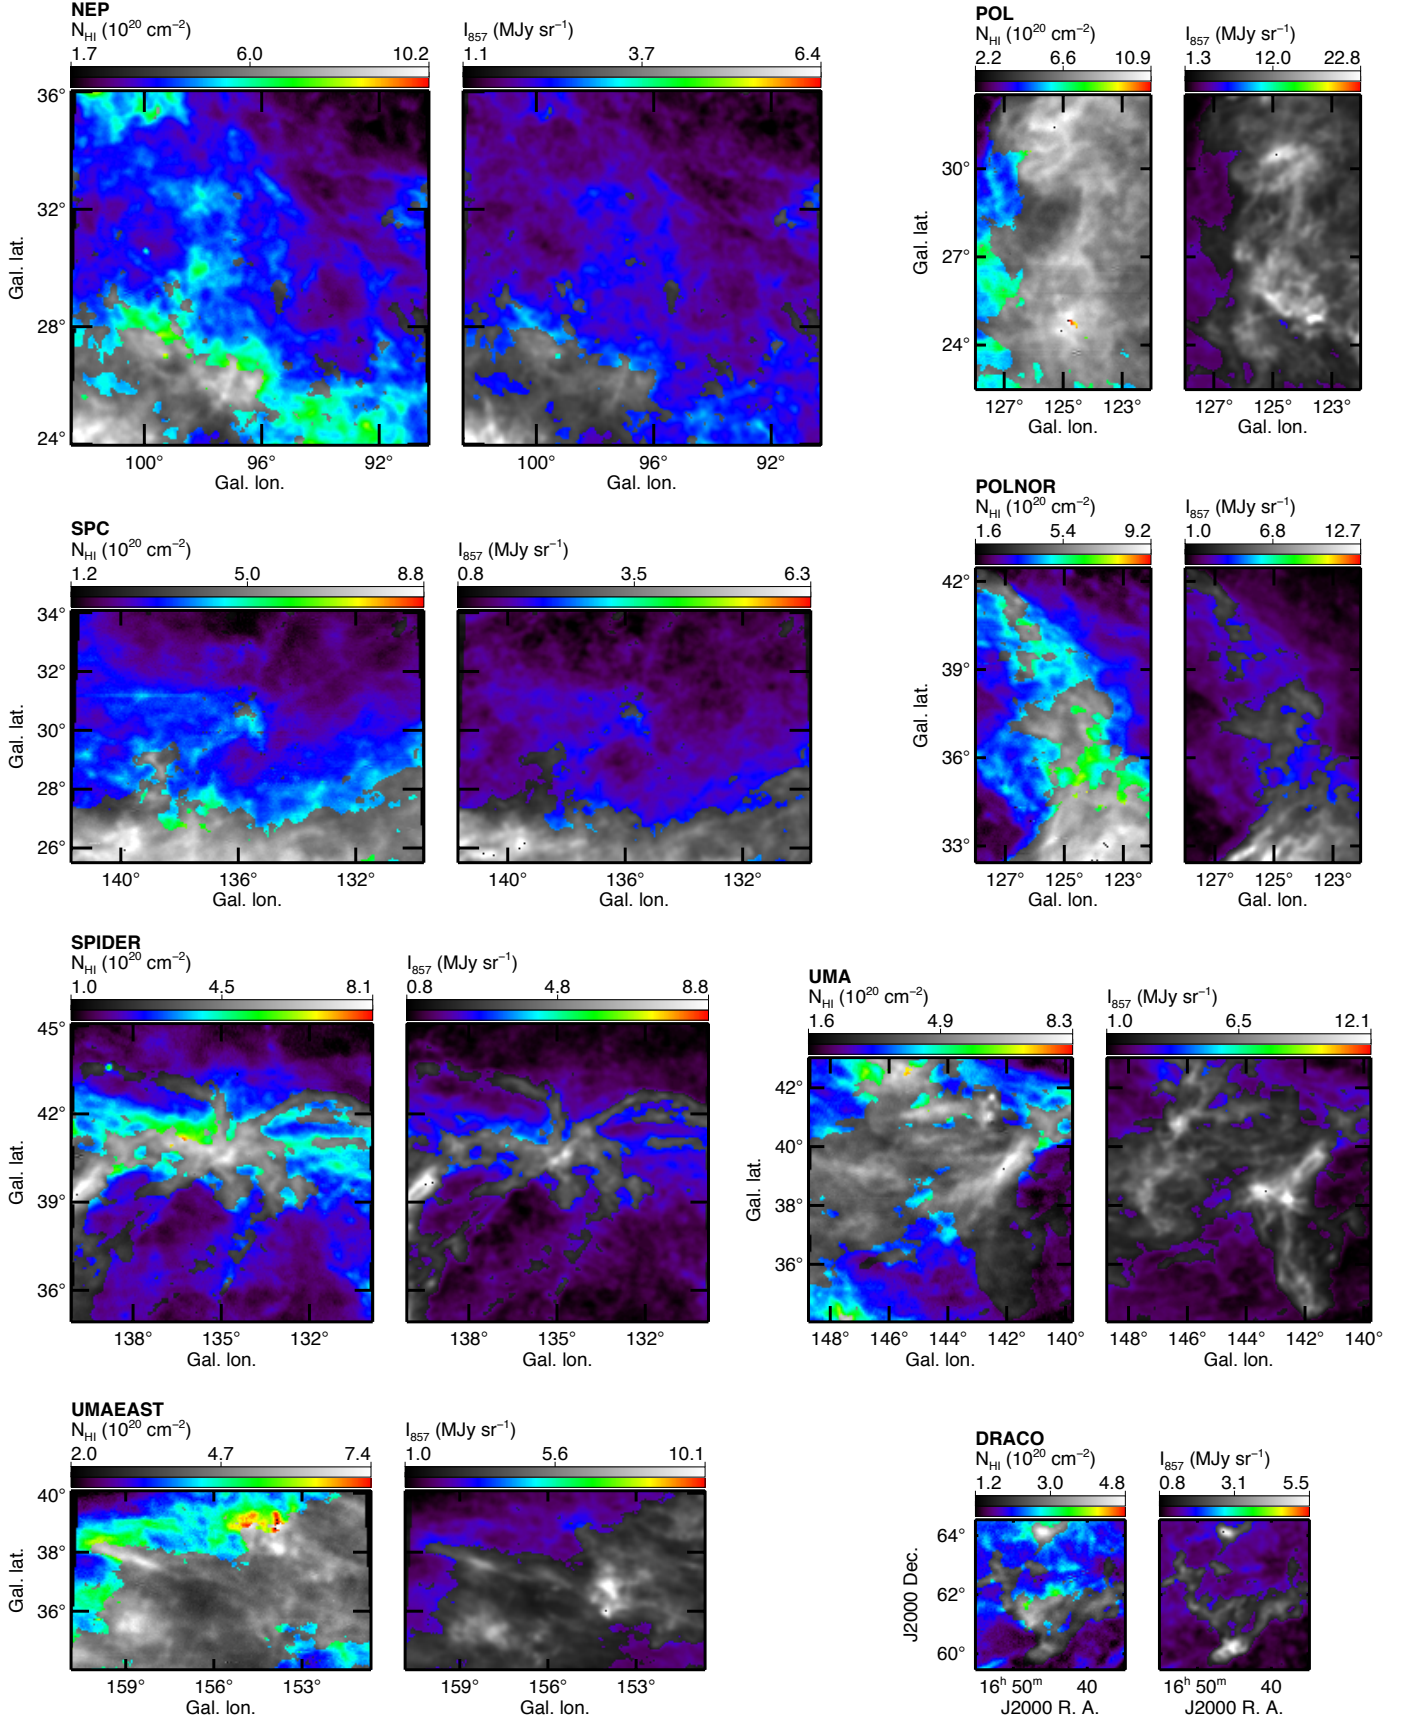 NEP
N_HI (10^20 cm^−2)
I_857 (MJy sr^−1)
1.7 6.0 10.2
1.1 3.7 6.4
36°
32°
28°
24°
Gal. lat.
100° 96° 92°
100° 96° 92°
Gal. lon.
Gal. lon.
POL
N_HI (10^20 cm^−2)
I_857 (MJy sr^−1)
2.2 6.6 10.9
1.3 12.0 22.8
30°
27°
24°
Gal. lat.
127° 125° 123°
127° 125° 123°
Gal. lon.
Gal. lon.
SPC
N_HI (10^20 cm^−2)
I_857 (MJy sr^−1)
1.2 5.0 8.8
0.8 3.5 6.3
34°
32°
30°
28°
26°
Gal. lat.
140° 136° 132°
140° 136° 132°
Gal. lon.
Gal. lon.
POLNOR
N_HI (10^20 cm^−2)
I_857 (MJy sr^−1)
1.6 5.4 9.2
1.0 6.8 12.7
42°
39°
36°
33°
Gal. lat.
127° 125° 123°
127° 125° 123°
Gal. lon.
Gal. lon.
SPIDER
N_HI (10^20 cm^−2)
I_857 (MJy sr^−1)
1.0 4.5 8.1
0.8 4.8 8.8
45°
42°
39°
36°
Gal. lat.
138° 135° 132°
138° 135° 132°
Gal. lon.
Gal. lon.
UMA
N_HI (10^20 cm^−2)
I_857 (MJy sr^−1)
1.6 4.9 8.3
1.0 6.5 12.1
42°
40°
38°
36°
Gal. lat.
148° 146° 144° 142° 140°
148° 146° 144° 142° 140°
Gal. lon.
Gal. lon.
UMAEAST
N_HI (10^20 cm^−2)
I_857 (MJy sr^−1)
2.0 4.7 7.4
1.0 5.6 10.1
40°
38°
36°
Gal. lat.
159° 156° 153°
159° 156° 153°
Gal. lon.
Gal. lon.
DRACO
N_HI (10^20 cm^−2)
I_857 (MJy sr^−1)
1.2 3.0 4.8
0.8 3.1 5.5
64°
62°
60°
J2000 Dec.
16^h 50^m 40
16^h 50^m 40
J2000 R. A.
J2000 R. A.